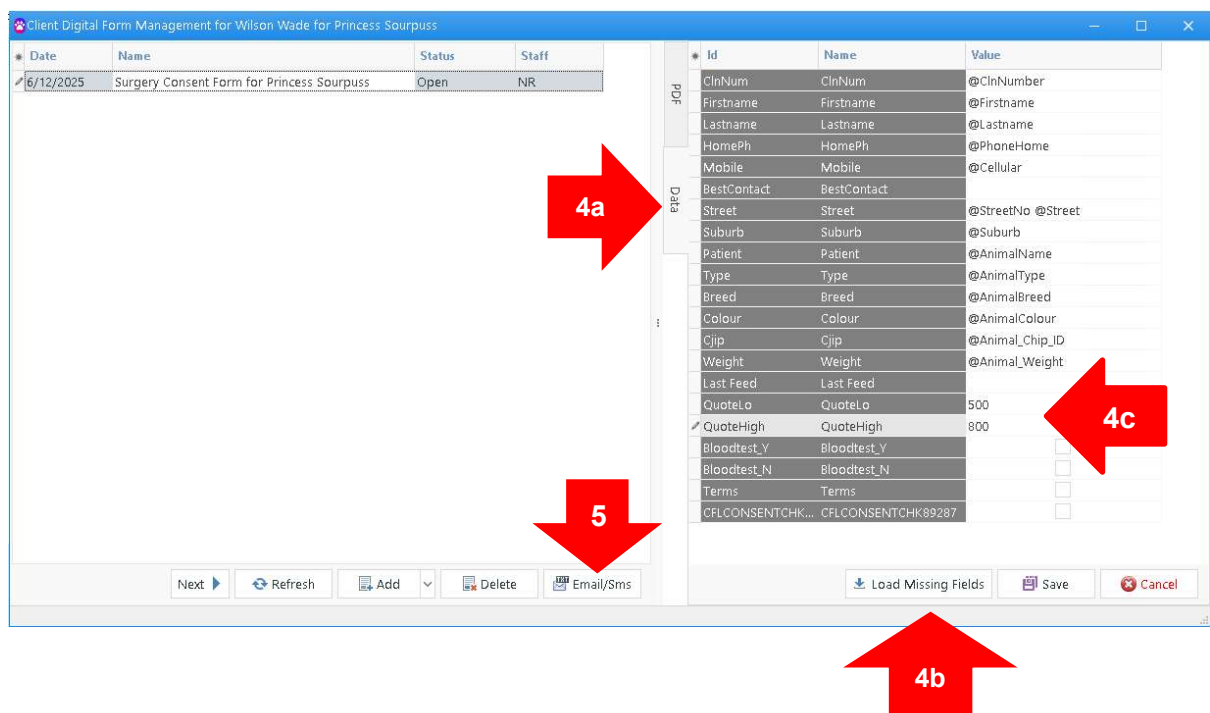 Client Digital Form Management for Wilson Wade for Princess Sourpuss
Date Name Status Staff
6/12/2025 Surgery Consent Form for Princess Sourpuss Open NR
PDF
Data
Id Name Value
ClnNum ClnNum @ClnNumber
Firstname Firstname @Firstname
Lastname Lastname @Lastname
HomePh HomePh @PhoneHome
Mobile Mobile @Cellular
BestContact BestContact
Street Street @StreetNo @Street
Suburb Suburb @Suburb
Patient Patient @AnimalName
Type Type @AnimalType
Breed Breed @AnimalBreed
Colour Colour @AnimalColour
Cjip Cjip @Animal_Chip_ID
Weight Weight @Animal_Weight
Last Feed Last Feed
QuoteLo QuoteLo 500
QuoteHigh QuoteHigh 800
Bloodtest_Y Bloodtest_Y
Bloodtest_N Bloodtest_N
Terms Terms
CFLCONSENTCHK... CFLCONSENTCHK89287
4a
4c
5
Next Refresh Add Delete Email/Sms
Load Missing Fields Save Cancel
4b